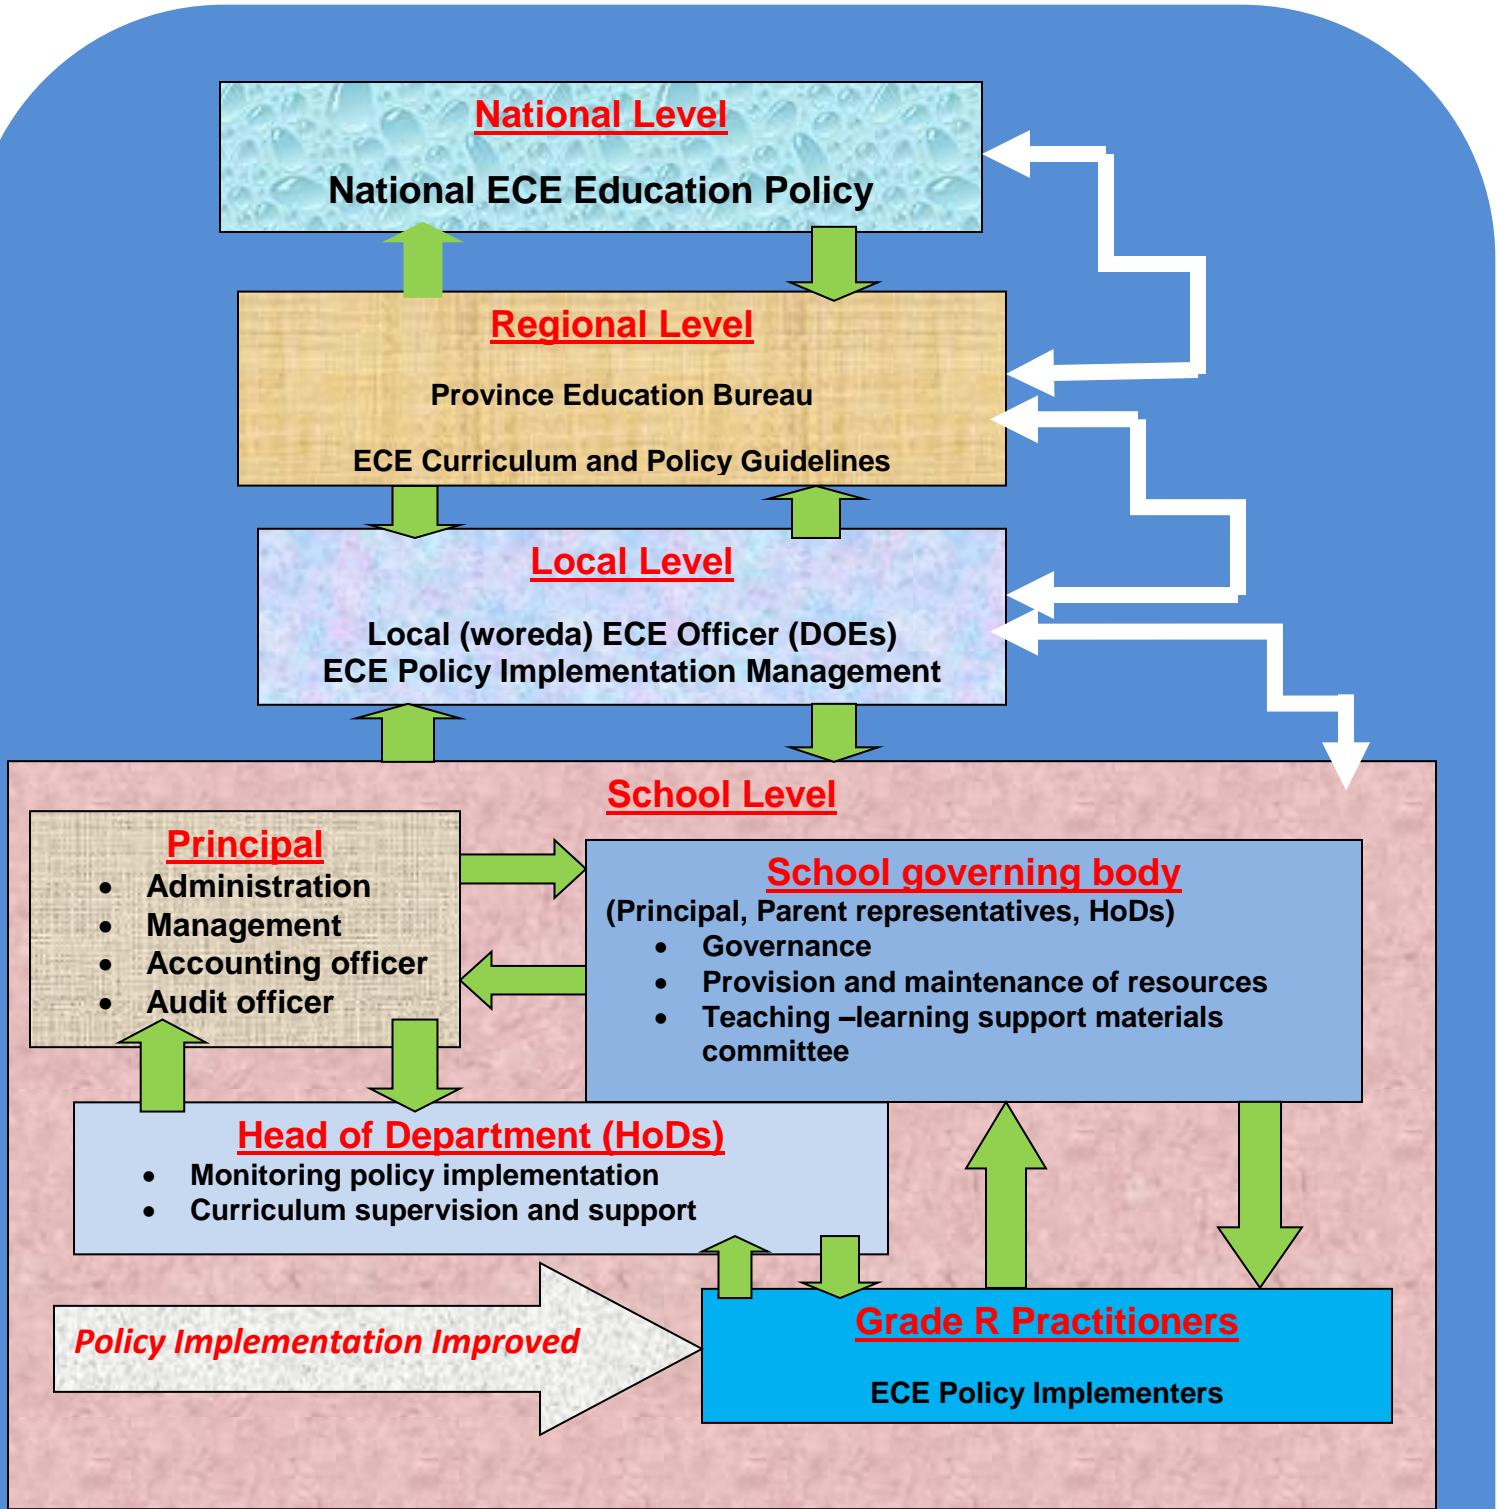 National Level
National ECE Education Policy
Regional Level
Province Education Bureau
ECE Curriculum and Policy Guidelines
Local Level
Local (woreda) ECE Officer (DOEs)
ECE Policy Implementation Management
School Level
Principal
• Administration
• Management
• Accounting officer
• Audit officer
School governing body
(Principal, Parent representatives, HoDs)
• Governance
• Provision and maintenance of resources
• Teaching –learning support materials
committee
Head of Department (HoDs)
• Monitoring policy implementation
• Curriculum supervision and support
Policy Implementation Improved
Grade R Practitioners
ECE Policy Implementers